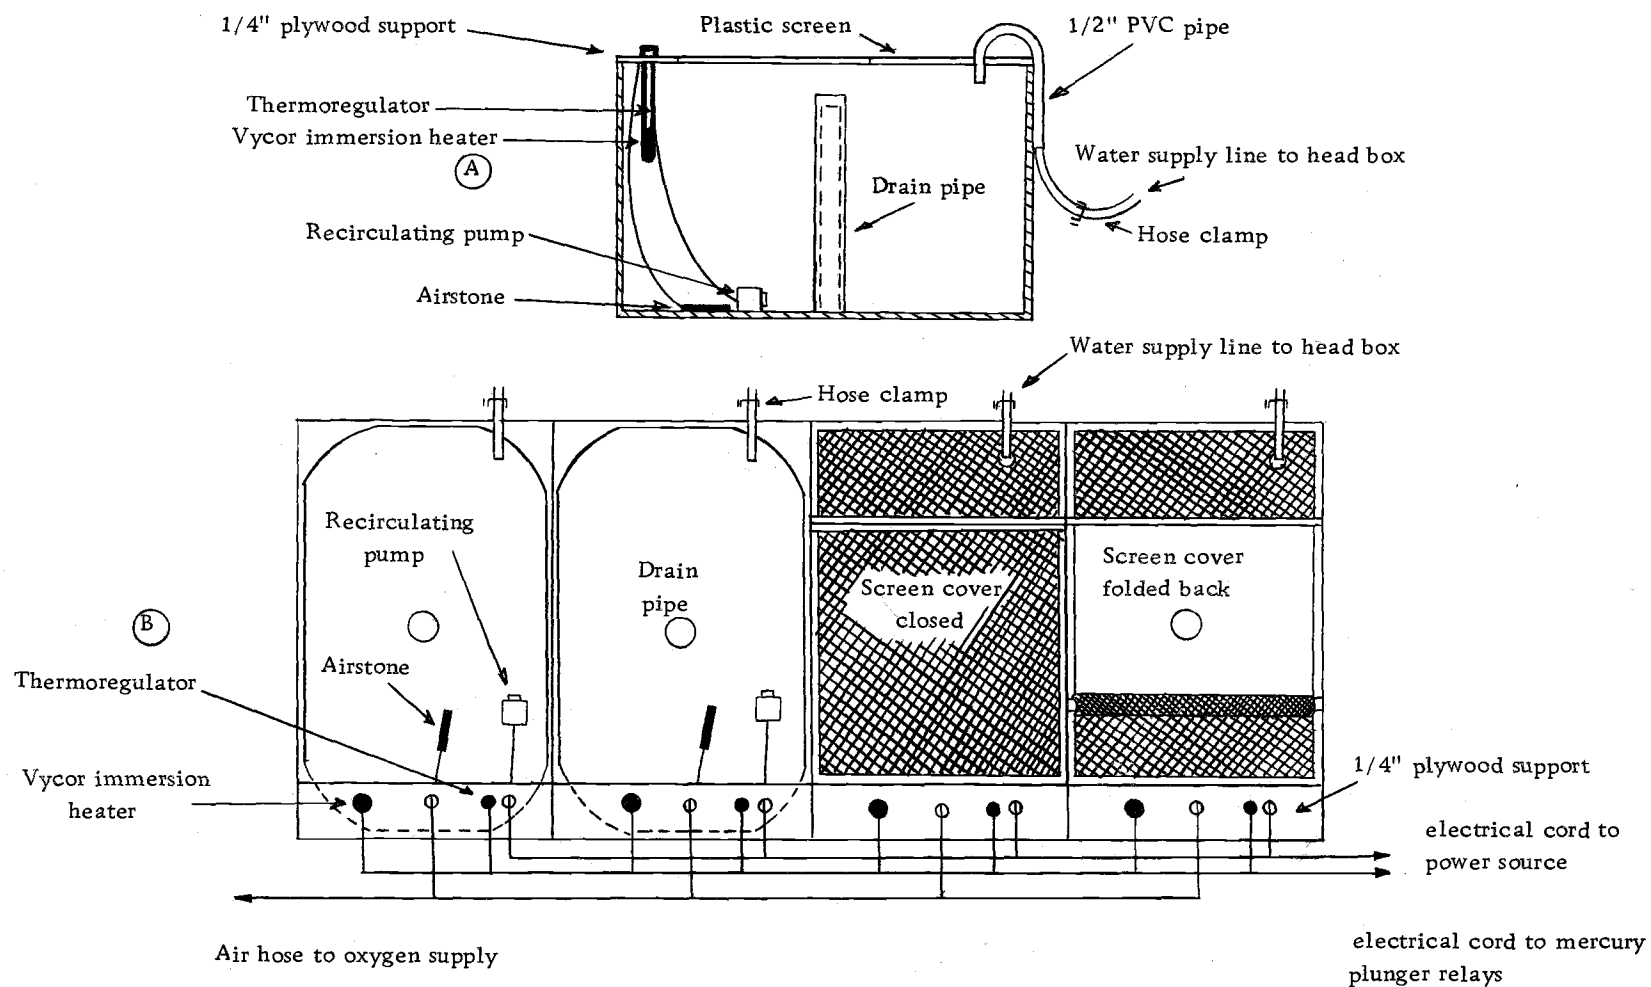 1/4" plywood support
Plastic screen
1/2" PVC pipe
Thermoregulator
Vycor immersion heater
A
Water supply line to head box
Drain pipe
Recirculating pump
Hose clamp
Airstone
Water supply line to head box
Hose clamp
Recirculating
pump
Drain
pipe
Screen cover
closed
Screen cover
folded back
B
Airstone
Thermoregulator
Vycor immersion
heater
1/4" plywood support
electrical cord to
power source
Air hose to oxygen supply
electrical cord to mercury
plunger relays